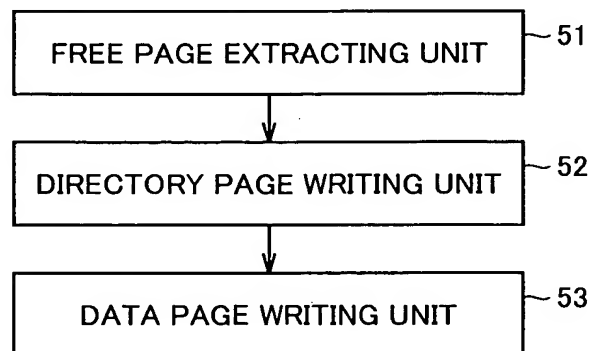 FREE PAGE EXTRACTING UNIT 51
DIRECTORY PAGE WRITING UNIT 52
DATA PAGE WRITING UNIT 53